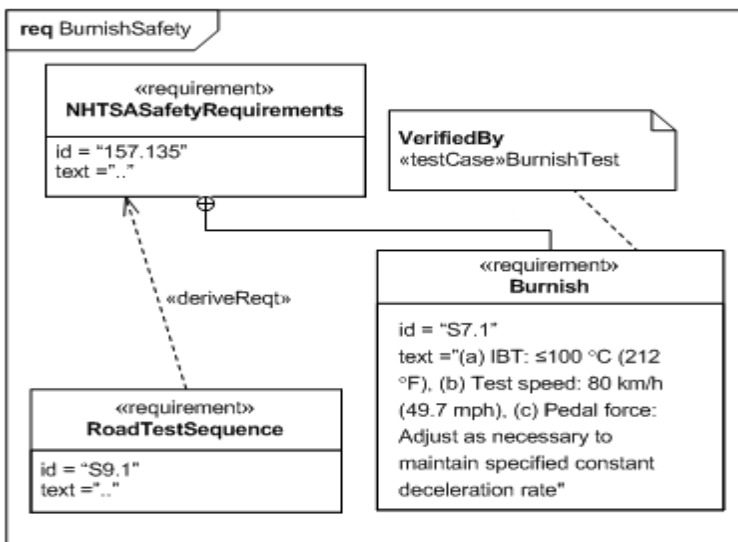 req BurnishSafety
«requirement»
NHTSASafetyRequirements
id = “157.135”
text =”..”
VerifiedBy
«testCase»BurnishTest
«deriveReqt»
«requirement»
Burnish
id = “S7.1”
text =”(a) IBT: ≤100 °C (212
°F), (b) Test speed: 80 km/h
(49.7 mph), (c) Pedal force:
Adjust as necessary to
maintain specified constant
deceleration rate"
«requirement»
RoadTestSequence
id = “S9.1”
text =”..”